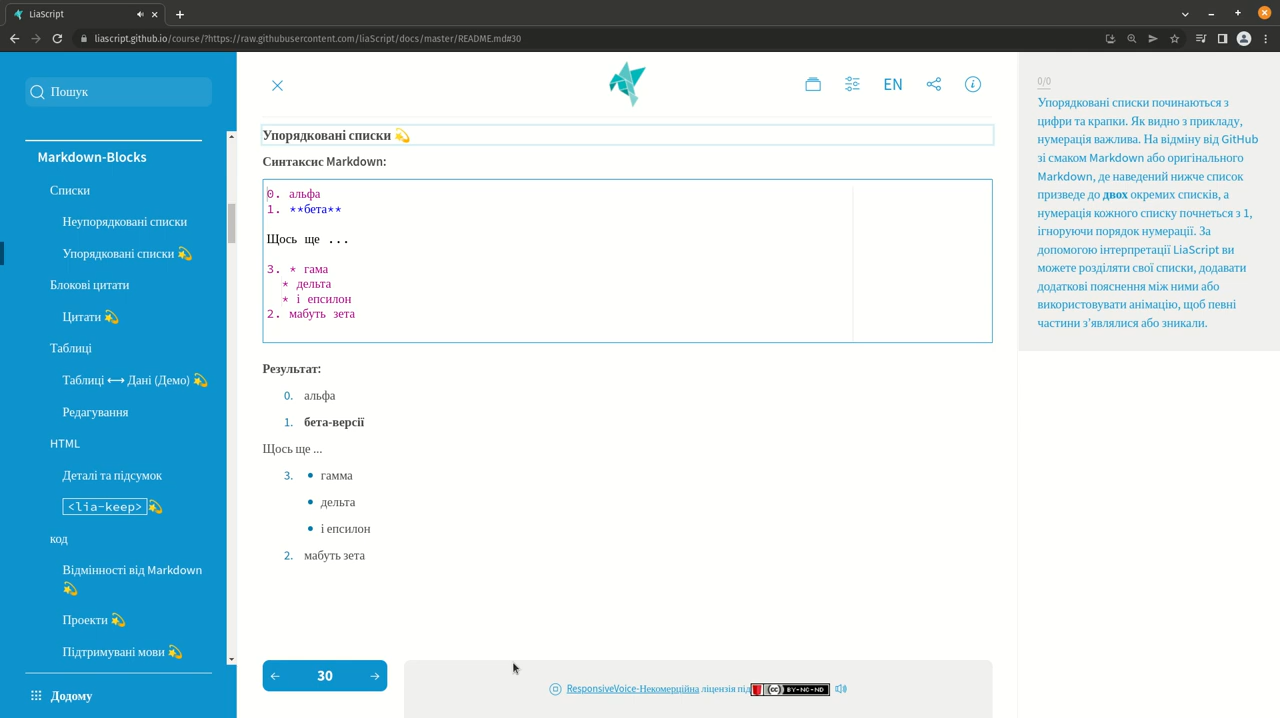 LiaScript
liascript.github.io/course/?https://raw.githubusercontent.com/liaScript/docs/master/README.md#30
Пошук
Markdown-Blocks
Списки
Неупорядковані списки
Упорядковані списки 💫
Блокові цитати
Цитати 💫
Таблиці
Таблиці ⟷ Дані (Демо) 💫
Редагування
HTML
Деталі та підсумок
<lia-keep> 💫
код
Відмінності від Markdown
💫
Проекти 💫
Підтримувані мови 💫
Додому
EN
Упорядковані списки 💫
Синтаксис Markdown:
0. альфа
1. **бета**
Щось ще ...
3. * гама
* дельта
* і епсилон
2. мабуть зета
Результат:
0. альфа
1. бета-версії
Щось ще ...
3. • гамма
• дельта
• і епсилон
2. мабуть зета
← 30 →
ResponsiveVoice-Некомерційна ліцензія під
CC BY-NC-ND
0/0
Упорядковані списки починаються з
цифри та крапки. Як видно з прикладу,
нумерація важлива. На відміну від GitHub
зі смаком Markdown або оригінального
Markdown, де наведений нижче список
призведе до двох окремих списків, а
нумерація кожного списку почнеться з 1,
ігноруючи порядок нумерації. За
допомогою інтерпретації LiaScript ви
можете розділяти свої списки, додавати
додаткові пояснення між ними або
використовувати анімацію, щоб певні
частини з’являлися або зникали.